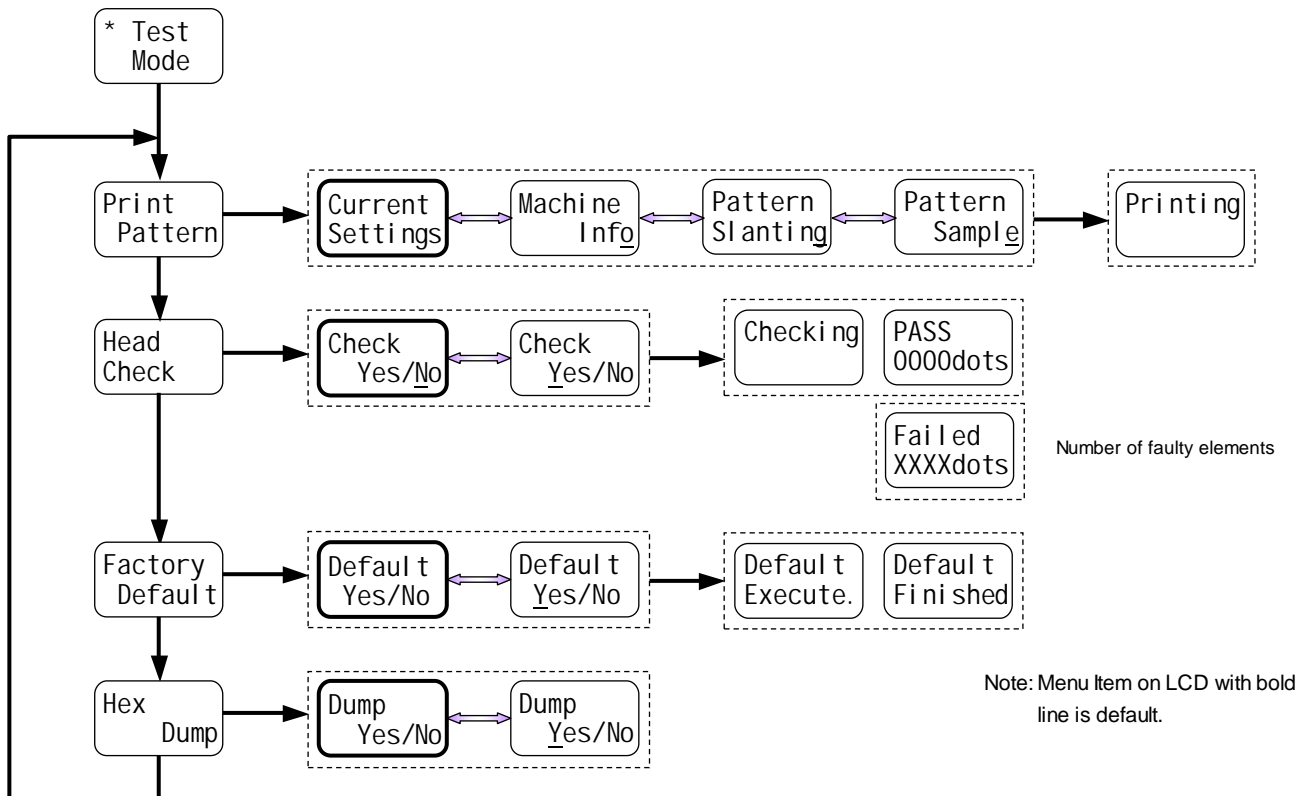 * Test
Mode
Print
Pattern
Current
Settings
Machine
Info
Pattern
Slanting
Pattern
Sample
Printing
Head
Check
Check
Yes/No
Check
Yes/No
Checking
PASS
0000dots
Failed
XXXXdots
Number of faulty elements
Factory
Default
Default
Yes/No
Default
Yes/No
Default
Execute.
Default
Finished
Hex
Dump
Dump
Yes/No
Dump
Yes/No
Note: Menu Item on LCD with bold
line is default.